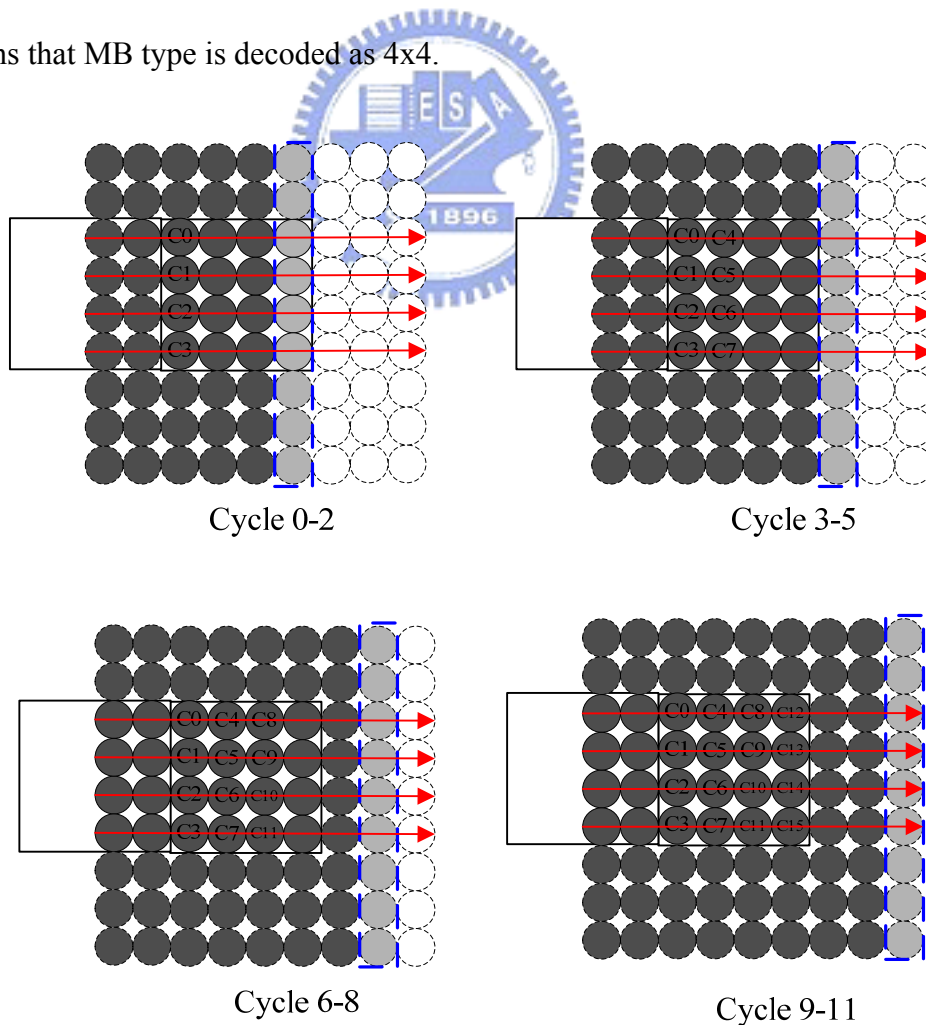 ns that MB type is decoded as 4x4.
E S A
1896
C0
C1
C2
C3
Cycle 0-2
C0 C4
C1 C5
C2 C6
C3 C7
Cycle 3-5
C0 C4 C8
C1 C5 C9
C2 C6 C10
C3 C7 C11
Cycle 6-8
C0 C4 C8 C12
C1 C5 C9 C13
C2 C6 C10 C14
C3 C7 C11 C15
Cycle 9-11